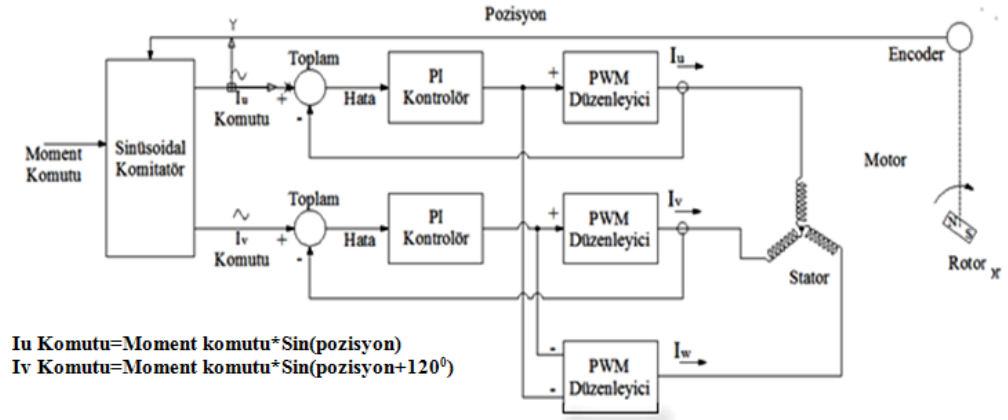 Pozisyon
Encoder
Y
Toplam
Iu
Komutu
+
-
Hata
PI
Kontrolör
+
PWM
Düzenleyici
Iu
Sinüsoidal
Komitatör
Moment
Komutu
Motor
Toplam
Iv
Komutu
+
-
Hata
PI
Kontrolör
+
PWM
Düzenleyici
Iv
Stator
N S
Rotor
-
-
PWM
Düzenleyici
Iw
Iu Komutu=Moment komutu*Sin(pozisyon)
Iv Komutu=Moment komutu*Sin(pozisyon+120⁰)